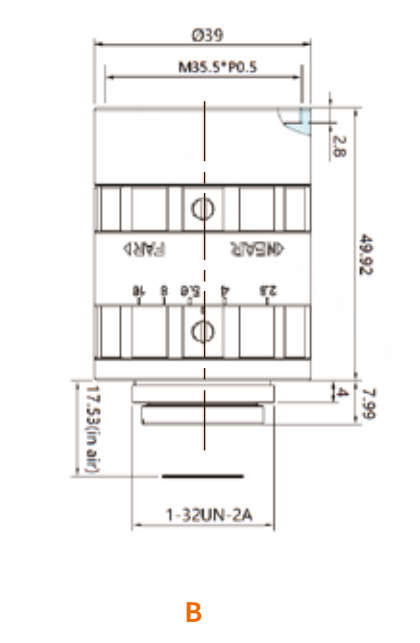 Ø39
M35.5*P0.5
2.8
49.92
◁FAR NEAR▷
16 8 5.6 4 2.8
17.53(in air)
4
7.99
1-32UN-2A
B